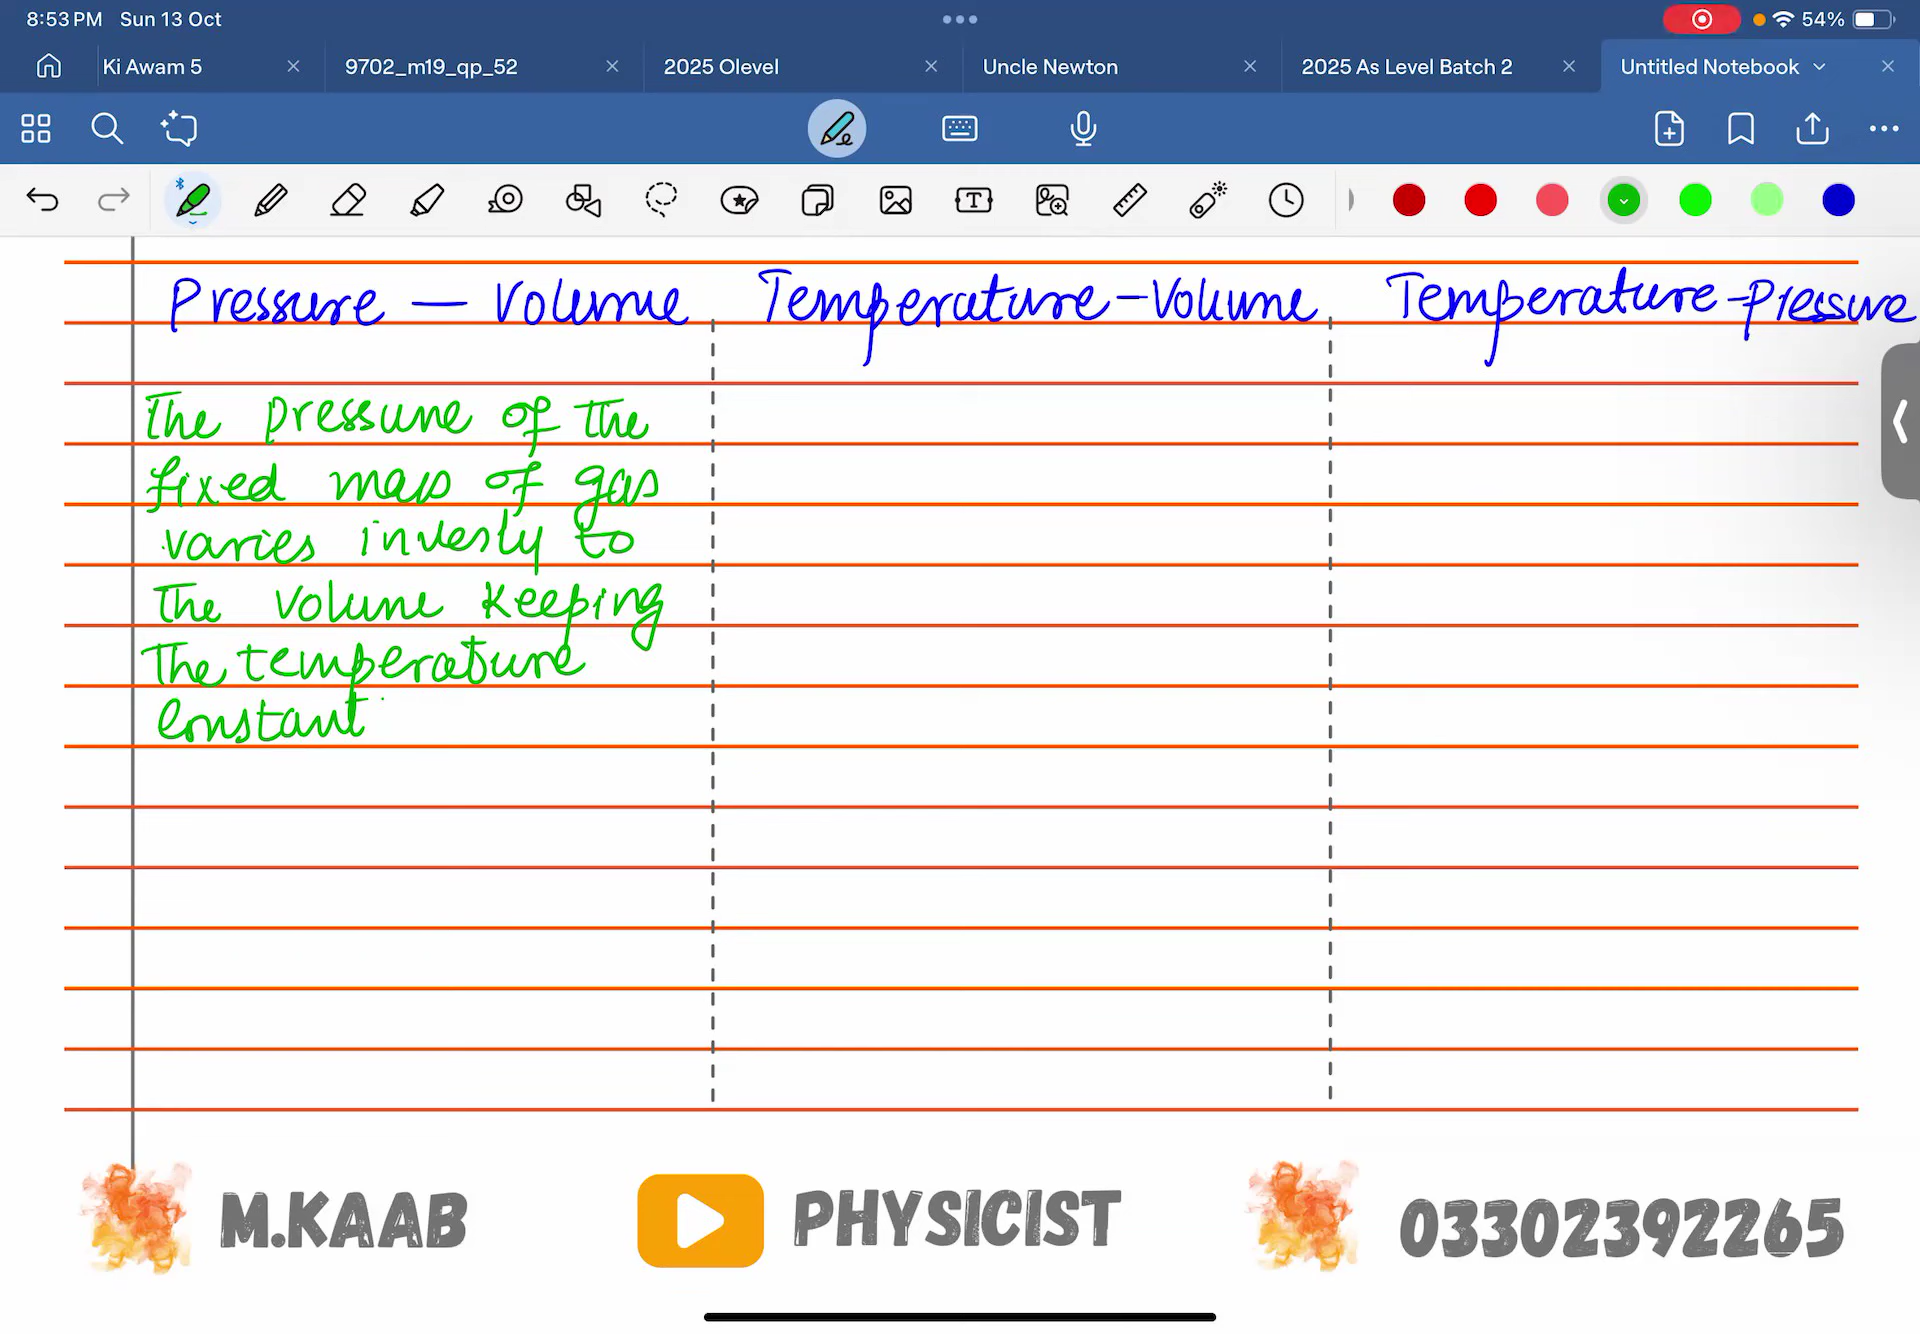 8:53 PM Sun 13 Oct 54%
Ki Awam 5 9702_m19_qp_52 2025 Olevel Uncle Newton 2025 As Level Batch 2 Untitled Notebook
Pressure — Volume Temperature-Volume Temperature-Pressure
The pressure of the
fixed mass of gas
varies inversly to
the volume keeping
the temperature
constant
M.KAAB PHYSICIST 03302392265